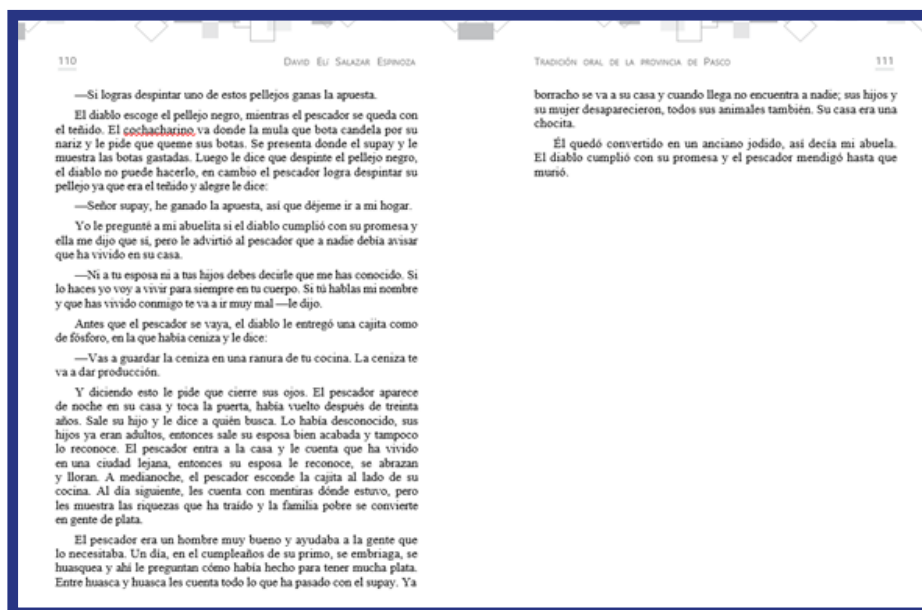 110
DAVID ELÍ SALAZAR ESPINOZA
—Si logras despintar uno de estos pellejos ganas la apuesta.
El diablo escoge el pellejo negro, mientras el pescador se queda con
el teñido. El cochacharino va donde la mula que bota candela por su
nariz y le pide que queme sus botas. Se presenta donde el supay y le
muestra las botas gastadas. Luego le dice que despinte el pellejo negro,
el diablo no puede hacerlo, en cambio el pescador logra despintar su
pellejo ya que era el teñido y alegre le dice:
—Señor supay, he ganado la apuesta, así que déjeme ir a mi hogar.
Yo le pregunté a mi abuelita si el diablo cumplió con su promesa y
ella me dijo que sí, pero le advirtió al pescador que a nadie debía avisar
que ha vivido en su casa.
—Ni a tu esposa ni a tus hijos debes decirle que me has conocido. Si
lo haces yo voy a vivir para siempre en tu cuerpo. Si tú hablas mi nombre
y que has vivido conmigo te va a ir muy mal —le dijo.
Antes que el pescador se vaya, el diablo le entregó una cajita como
de fósforo, en la que había ceniza y le dice:
—Vas a guardar la ceniza en una ranura de tu cocina. La ceniza te
va a dar producción.
Y diciendo esto le pide que cierre sus ojos. El pescador aparece
de noche en su casa y toca la puerta, había vuelto después de treinta
años. Sale su hijo y le dice a quién busca. Lo había desconocido, sus
hijos ya eran adultos, entonces sale su esposa bien acabada y tampoco
lo reconoce. El pescador entra a la casa y le cuenta que ha vivido
en una ciudad lejana, entonces su esposa le reconoce, se abrazan
y lloran. A medianoche, el pescador esconde la cajita al lado de su
cocina. Al día siguiente, les cuenta con mentiras dónde estuvo, pero
les muestra las riquezas que ha traído y la familia pobre se convierte
en gente de plata.
El pescador era un hombre muy bueno y ayudaba a la gente que
lo necesitaba. Un día, en el cumpleaños de su primo, se embriaga, se
huasquea y ahí le preguntan cómo había hecho para tener mucha plata.
Entre huasca y huasca les cuenta todo lo que ha pasado con el supay. Ya
TRADICIÓN ORAL DE LA PROVINCIA DE PASCO
111
borracho se va a su casa y cuando llega no encuentra a nadie; sus hijos y
su mujer desaparecieron, todos sus animales también. Su casa era una
chocita.
Él quedó convertido en un anciano jodido, así decía mi abuela.
El diablo cumplió con su promesa y el pescador mendigó hasta que
murió.